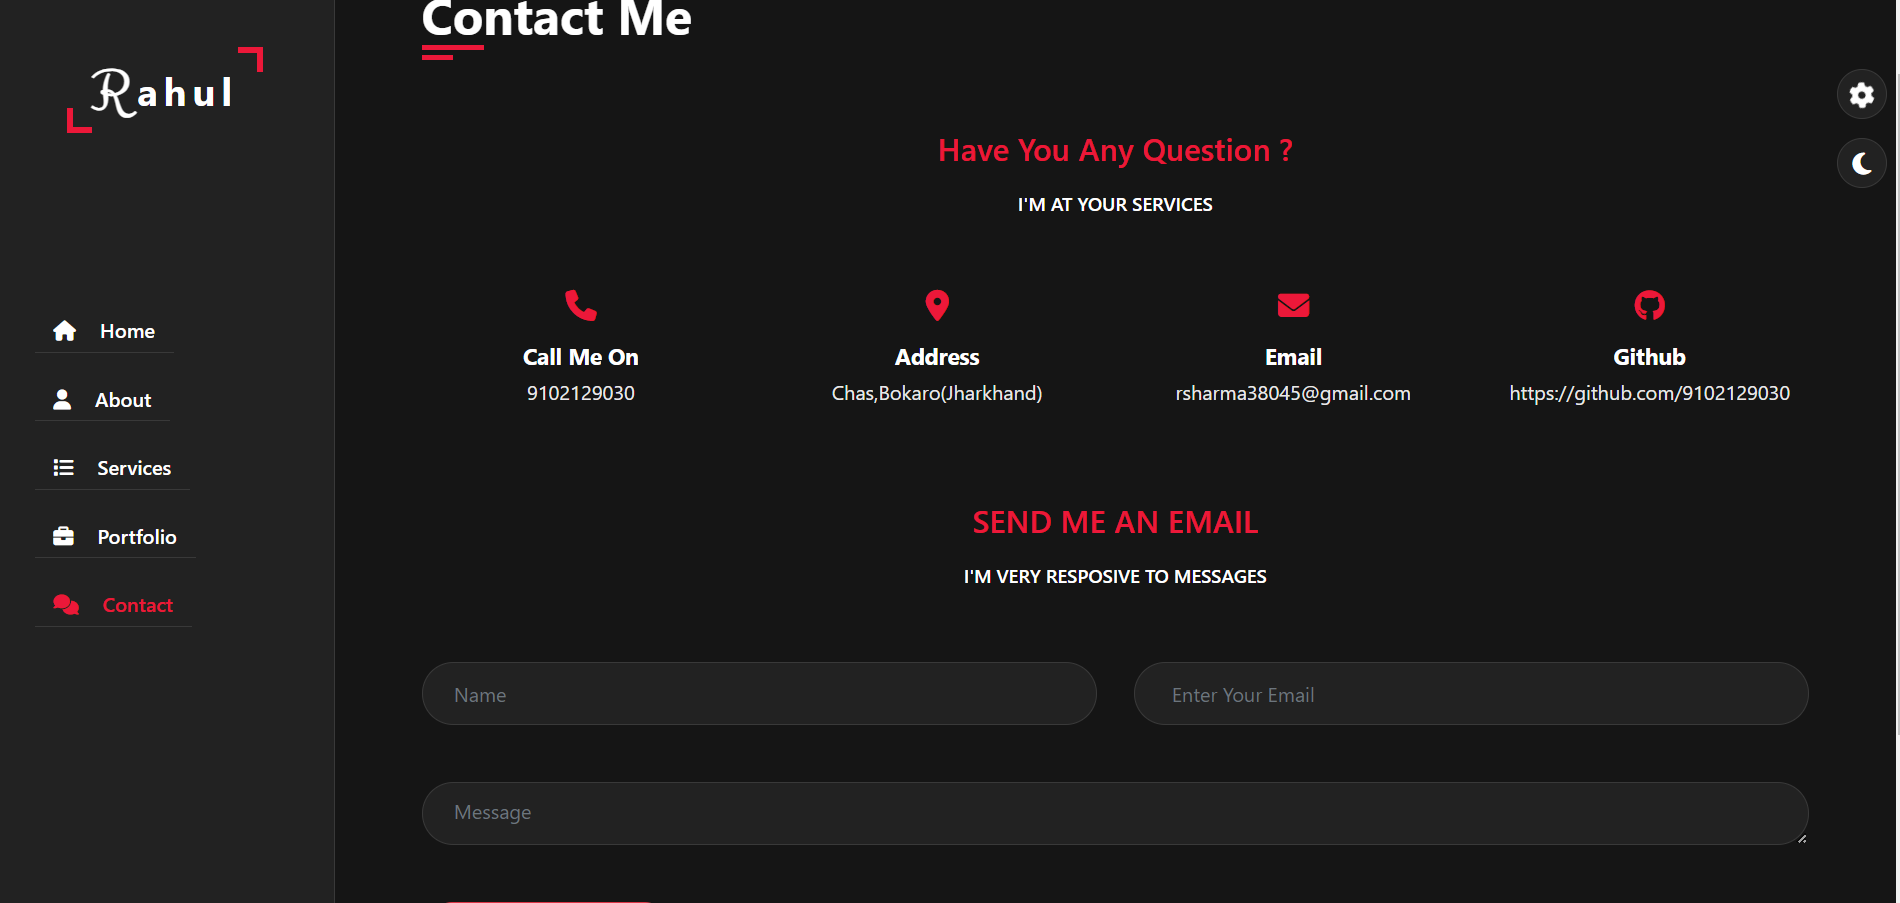 Rahul
Home
About
Services
Portfolio
Contact
Contact Me
Have You Any Question ?
I'M AT YOUR SERVICES
Call Me On
9102129030
Address
Chas,Bokaro(Jharkhand)
Email
rsharma38045@gmail.com
Github
https://github.com/9102129030
SEND ME AN EMAIL
I'M VERY RESPOSIVE TO MESSAGES
Name
Enter Your Email
Message